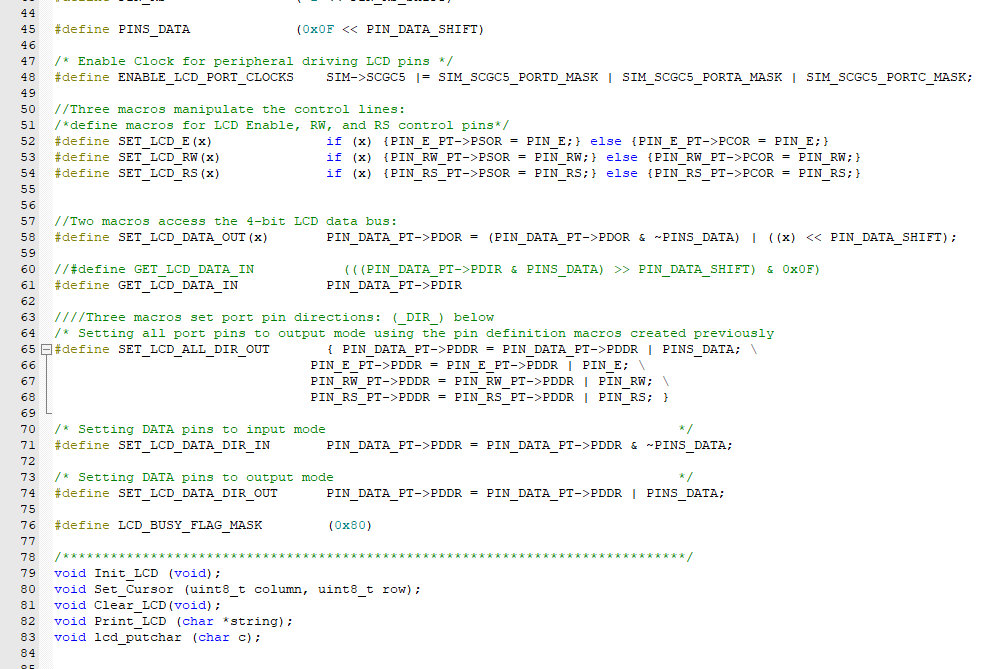 44
45 #define PINS_DATA (0x0F << PIN_DATA_SHIFT)
46
47 /* Enable Clock for peripheral driving LCD pins */
48 #define ENABLE_LCD_PORT_CLOCKS SIM->SCGC5 |= SIM_SCGC5_PORTD_MASK | SIM_SCGC5_PORTA_MASK | SIM_SCGC5_PORTC_MASK;
49
50 //Three macros manipulate the control lines:
51 /*define macros for LCD Enable, RW, and RS control pins*/
52 #define SET_LCD_E(x) if (x) {PIN_E_PT->PSOR = PIN_E;} else {PIN_E_PT->PCOR = PIN_E;}
53 #define SET_LCD_RW(x) if (x) {PIN_RW_PT->PSOR = PIN_RW;} else {PIN_RW_PT->PCOR = PIN_RW;}
54 #define SET_LCD_RS(x) if (x) {PIN_RS_PT->PSOR = PIN_RS;} else {PIN_RS_PT->PCOR = PIN_RS;}
55
56
57 //Two macros access the 4-bit LCD data bus:
58 #define SET_LCD_DATA_OUT(x) PIN_DATA_PT->PDOR = (PIN_DATA_PT->PDOR & ~PINS_DATA) | ((x) << PIN_DATA_SHIFT);
59
60 //#define GET_LCD_DATA_IN (((PIN_DATA_PT->PDIR & PINS_DATA) >> PIN_DATA_SHIFT) & 0x0F)
61 #define GET_LCD_DATA_IN PIN_DATA_PT->PDIR
62
63 ////Three macros set port pin directions: (_DIR_) below
64 /* Setting all port pins to output mode using the pin definition macros created previously
65 #define SET_LCD_ALL_DIR_OUT { PIN_DATA_PT->PDDR = PIN_DATA_PT->PDDR | PINS_DATA; \
66 PIN_E_PT->PDDR = PIN_E_PT->PDDR | PIN_E; \
67 PIN_RW_PT->PDDR = PIN_RW_PT->PDDR | PIN_RW; \
68 PIN_RS_PT->PDDR = PIN_RS_PT->PDDR | PIN_RS; }
69
70 /* Setting DATA pins to input mode */
71 #define SET_LCD_DATA_DIR_IN PIN_DATA_PT->PDDR = PIN_DATA_PT->PDDR & ~PINS_DATA;
72
73 /* Setting DATA pins to output mode */
74 #define SET_LCD_DATA_DIR_OUT PIN_DATA_PT->PDDR = PIN_DATA_PT->PDDR | PINS_DATA;
75
76 #define LCD_BUSY_FLAG_MASK (0x80)
77
78 /******************************************************************************/
79 void Init_LCD (void);
80 void Set_Cursor (uint8_t column, uint8_t row);
81 void Clear_LCD(void);
82 void Print_LCD (char *string);
83 void lcd_putchar (char c);
84